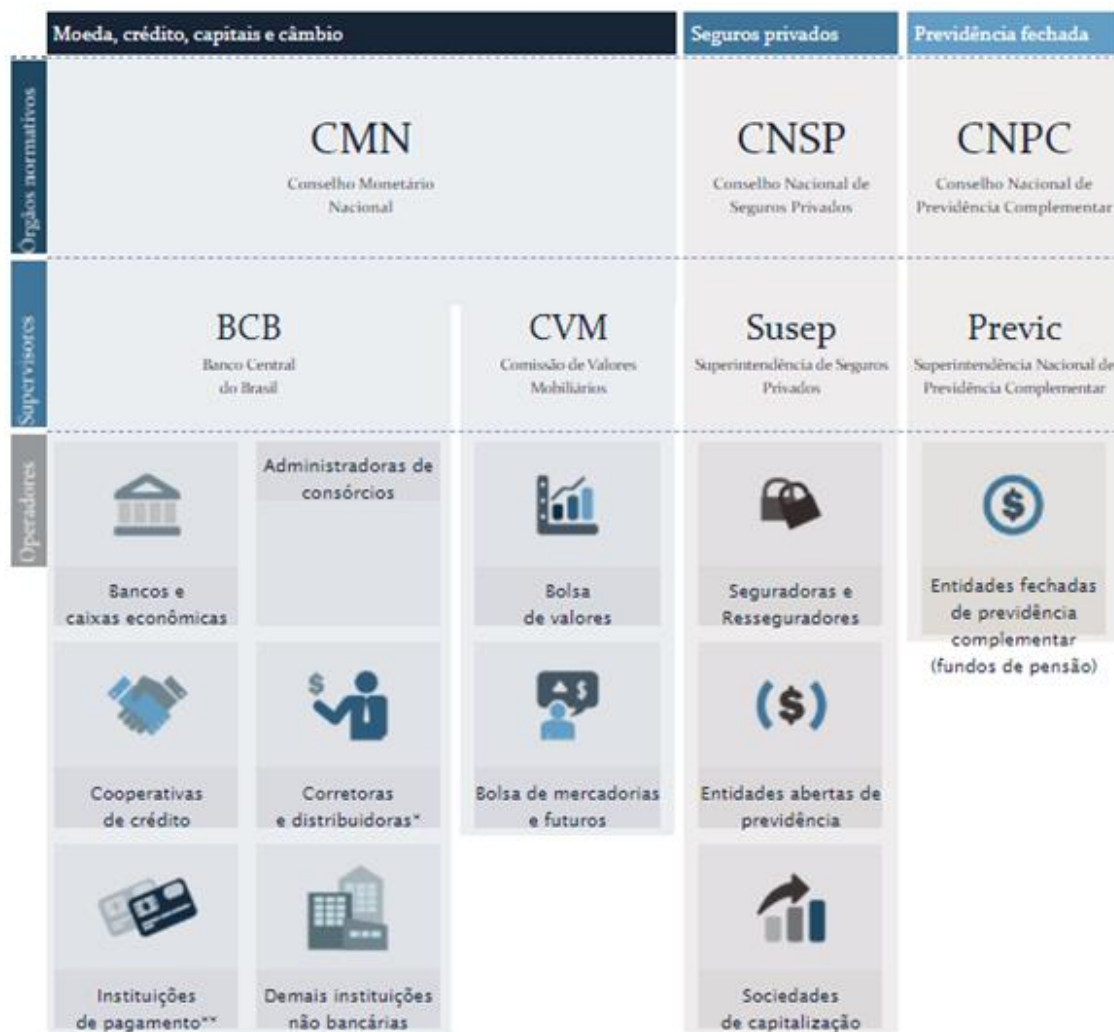 Moeda, crédito, capitais e câmbio
Seguros privados
Previdência fechada
Órgãos normativos
CMN
Conselho Monetário
Nacional
CNSP
Conselho Nacional de
Seguros Privados
CNPC
Conselho Nacional de
Previdência Complementar
Supervisores
BCB
Banco Central
do Brasil
CVM
Comissão de Valores
Mobiliários
Susep
Superintendência de Seguros
Privados
Previc
Superintendência Nacional de
Previdência Complementar
Operadores
Bancos e
caixas econômicas
Administradoras de
consórcios
Bolsa
de valores
Seguradoras e
Resseguradores
Entidades fechadas
de previdência
complementar
(fundos de pensão)
Cooperativas
de crédito
Corretoras
e distribuidoras*
Bolsa de mercadorias
e futuros
Entidades abertas de
previdência
Instituições
de pagamento**
Demais instituições
não bancárias
Sociedades
de capitalização